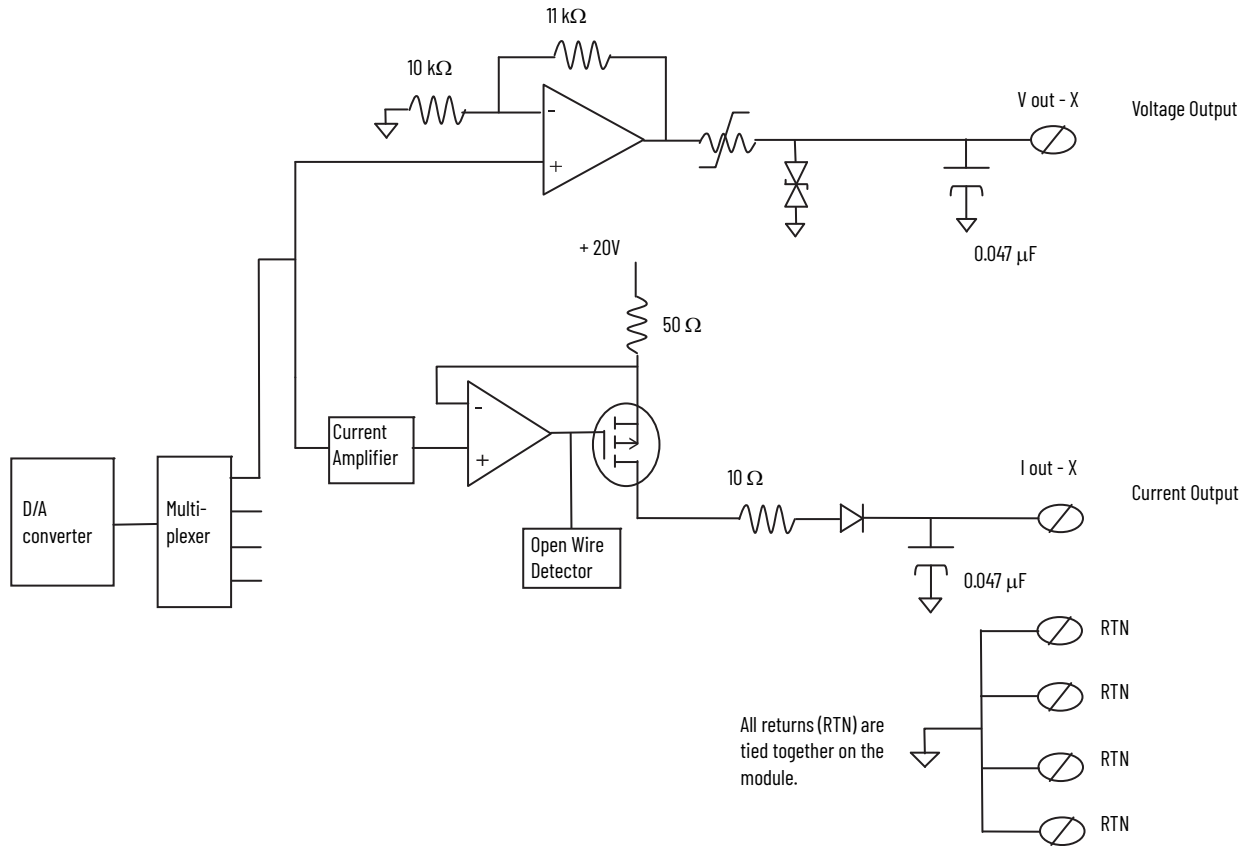 11 kΩ
10 kΩ
V out - X
Voltage Output
-
+
+ 20V
0.047 μF
50 Ω
Current
Amplifier
-
+
10 Ω
I out - X
Current Output
D/A
converter
Multi-
plexer
Open Wire
Detector
0.047 μF
RTN
RTN
All returns (RTN) are
tied together on the
module.
RTN
RTN